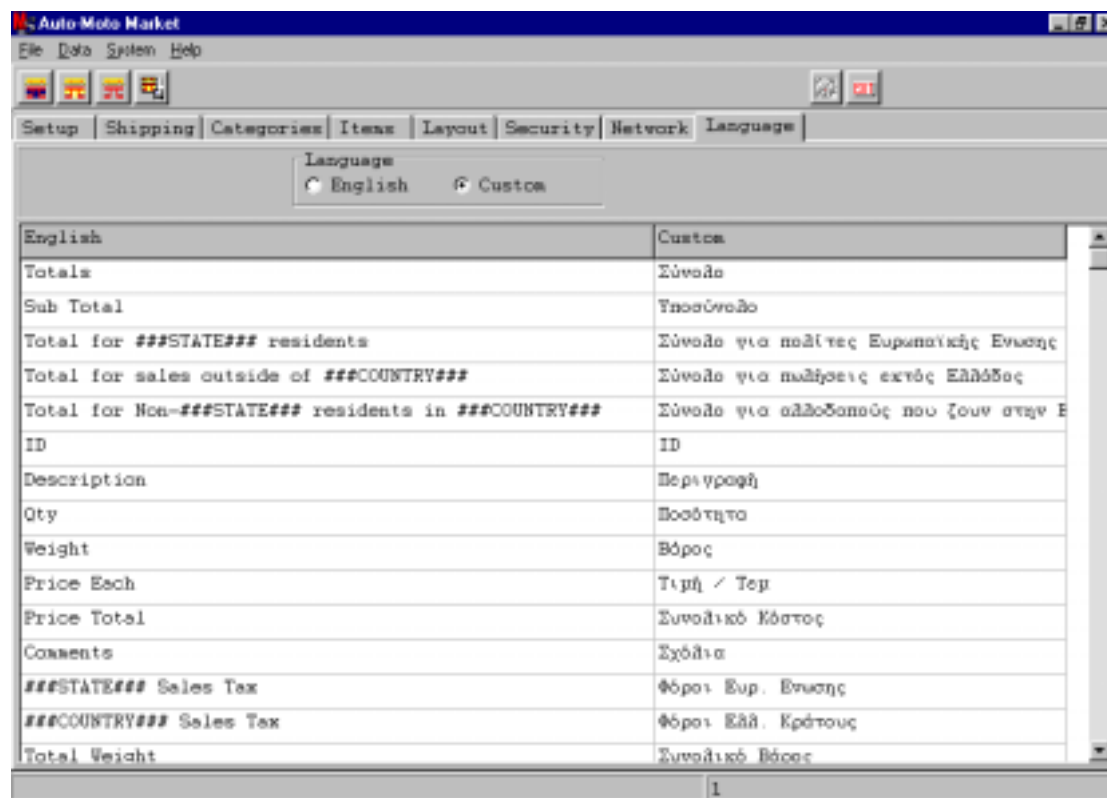 Auto-Moto Market
File Data System Help
Setup Shipping Categories Items Layout Security Network Language
Language
English Custom
English Custom
Totals Σύνολο
Sub Total Υποσύνολο
Total for ###STATE### residents Σύνολο για πολίτες Ευρωπαϊκής Ενωσης
Total for sales outside of ###COUNTRY### Σύνολο για πωλήσεις εκτός Ελλάδος
Total for Non-###STATE### residents in ###COUNTRY### Σύνολο για αλλοδαπούς που ζουν στην Ε
ID ID
Description Περιγραφή
Qty Ποσότητα
Weight Βάρος
Price Each Τιμή / Τεμ
Price Total Συνολικό Κόστος
Comments Σχόλια
###STATE### Sales Tax Φόροι Ευρ. Ενωσης
###COUNTRY### Sales Tax Φόροι Ελλ. Κράτους
Total Weight Συνολικό Βάρος
1